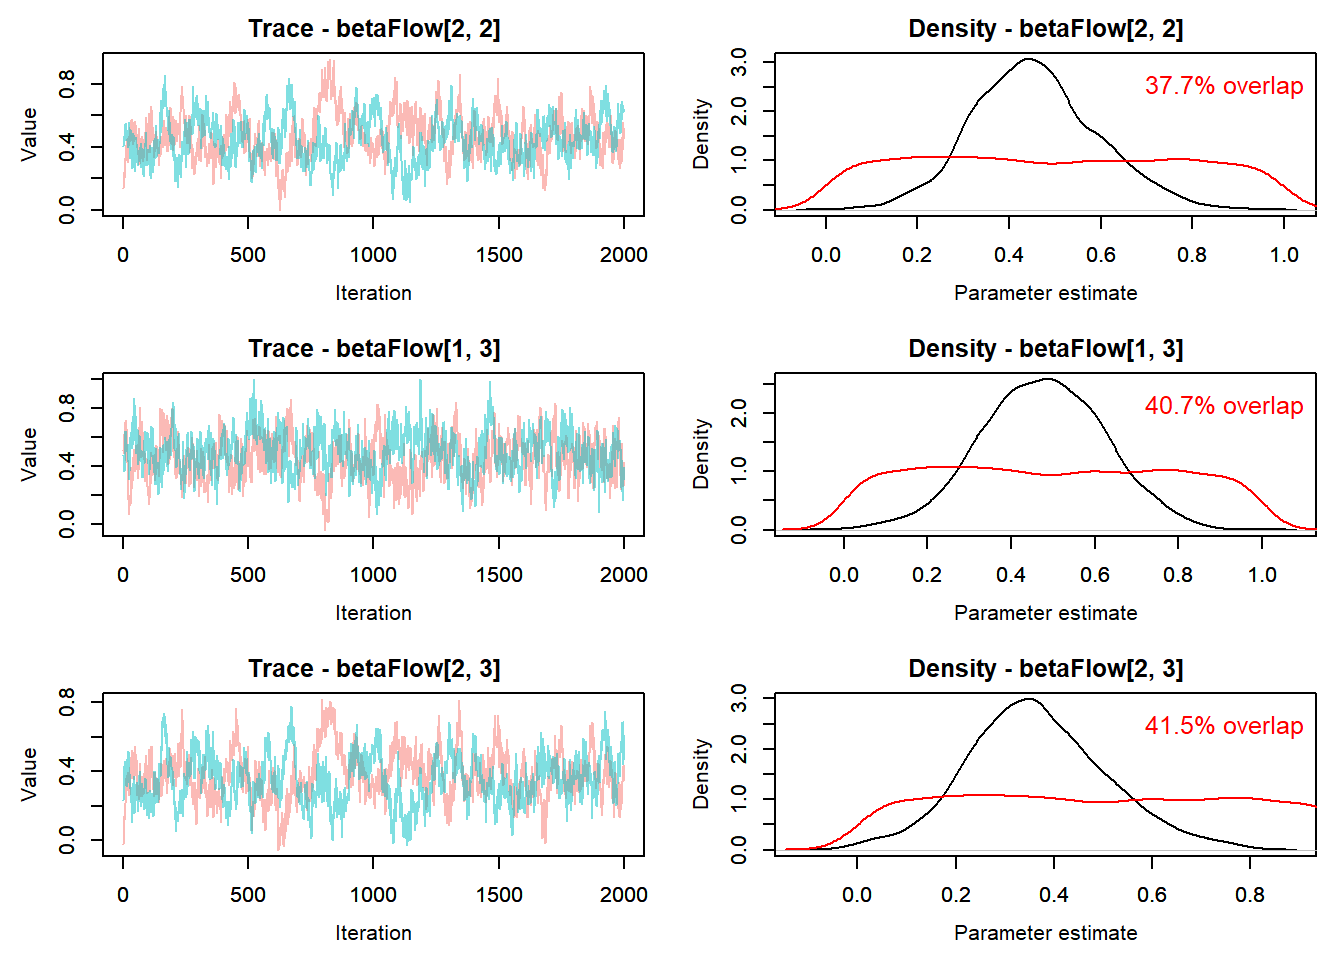 Trace - betaFlow[2, 2]
Value
0.0 0.4 0.8
0 500 1000 1500 2000
Iteration
Density - betaFlow[2, 2]
Density
0.0 1.0 2.0 3.0
37.7% overlap
0.0 0.2 0.4 0.6 0.8 1.0
Parameter estimate
Trace - betaFlow[1, 3]
Value
0.0 0.4 0.8
0 500 1000 1500 2000
Iteration
Density - betaFlow[1, 3]
Density
0.0 1.0 2.0
40.7% overlap
0.0 0.2 0.4 0.6 0.8 1.0
Parameter estimate
Trace - betaFlow[2, 3]
Value
0.0 0.4 0.8
0 500 1000 1500 2000
Iteration
Density - betaFlow[2, 3]
Density
0.0 1.0 2.0 3.0
41.5% overlap
0.0 0.2 0.4 0.6 0.8
Parameter estimate